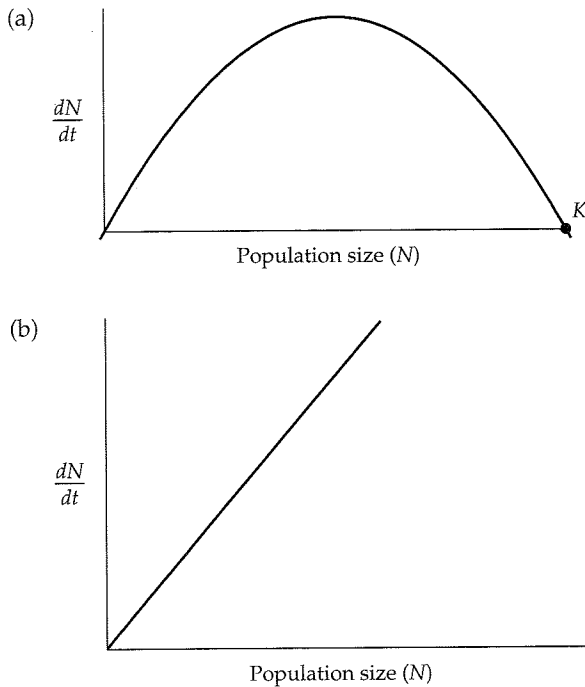 (a)
dN
dt
K
Population size (N)
(b)
dN
dt
Population size (N)